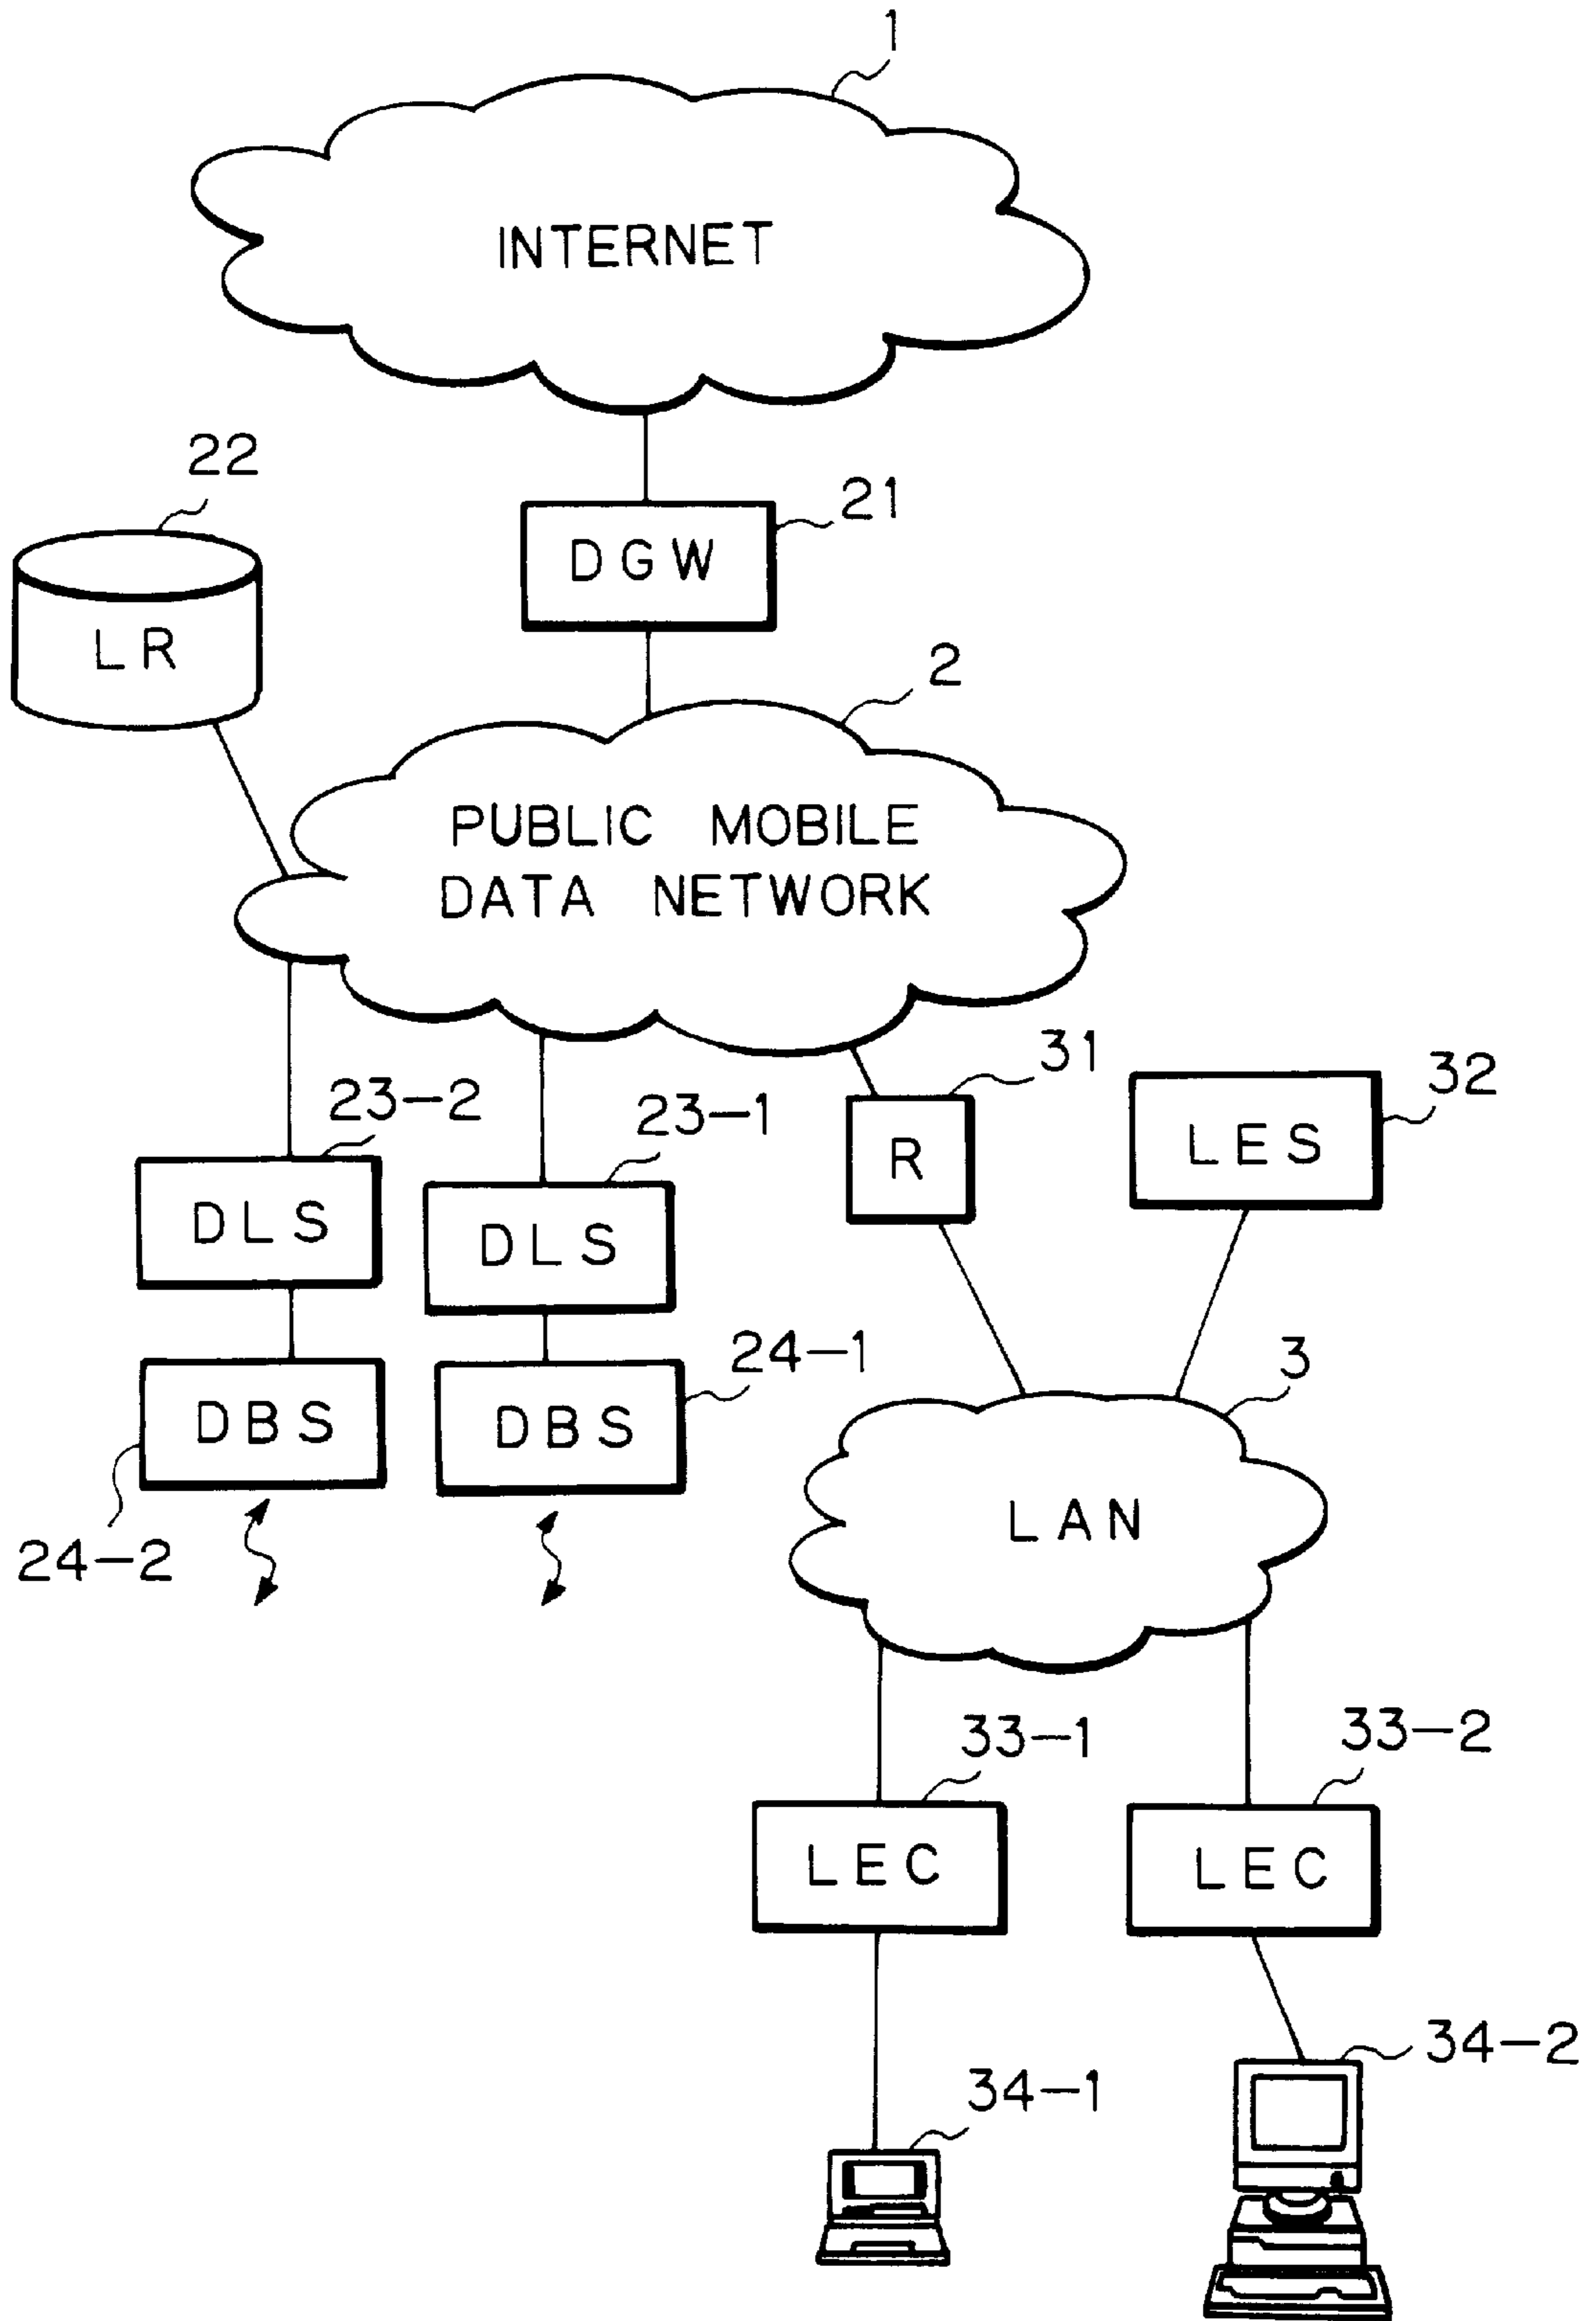 1
INTERNET
22
21
DGW
LR
2
PUBLIC MOBILE
DATA NETWORK
31
32
23-2
23-1
R
LES
DLS
DLS
24-1
3
DBS
DBS
LAN
24-2
33-1
33-2
LEC
LEC
34-2
34-1